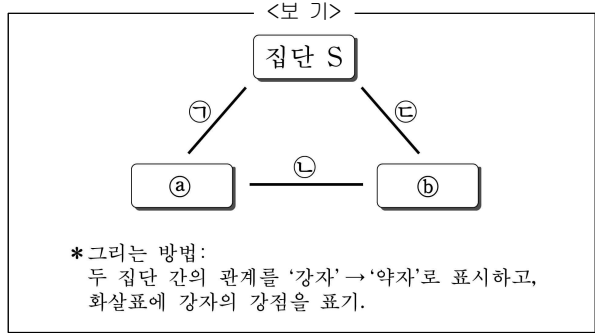 <보 기>
집단 S
㉠
㉢
㉡
ⓐ
ⓑ
*그리는 방법:
두 집단 간의 관계를 ‘강자’→‘약자’로 표시하고,
화살표에 강자의 강점을 표기.